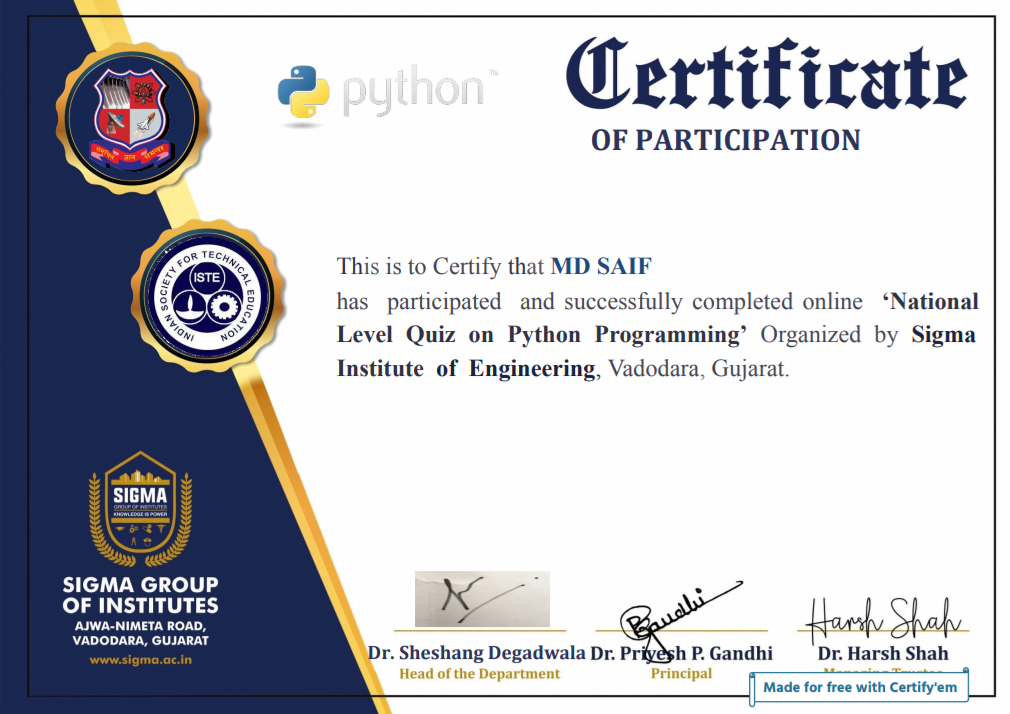 python™
Certificate
OF PARTICIPATION
INDIAN SOCIETY FOR TECHNICAL EDUCATION
ISTE
This is to Certify that MD SAIF
has participated and successfully completed online ‘National
Level Quiz on Python Programming’ Organized by Sigma
Institute of Engineering, Vadodara, Gujarat.
SIGMA
GROUP OF INSTITUTES
KNOWLEDGE IS POWER
SIGMA GROUP
OF INSTITUTES
AJWA-NIMETA ROAD,
VADODARA, GUJARAT
www.sigma.ac.in
Gandhi
Harsh Shah
Dr. Sheshang Degadwala
Head of the Department
Dr. Priyesh P. Gandhi
Principal
Dr. Harsh Shah
Managing Trustee
Made for free with Certify'em